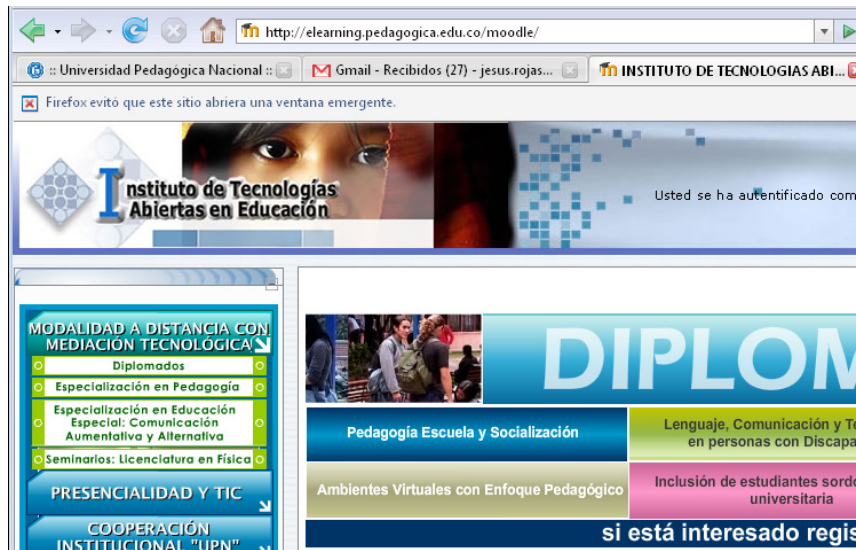 http://elearning.pedagogica.edu.co/moodle/
:: Universidad Pedagógica Nacional ::
Gmail - Recibidos (27) - jesus.rojas...
INSTITUTO DE TECNOLOGIAS ABI...
Firefox evitó que este sitio abriera una ventana emergente.
Instituto de Tecnologías
Abiertas en Educación
Usted se ha autentificado com
MODALIDAD A DISTANCIA CON
MEDIACIÓN TECNOLÓGICA
Diplomados
Especialización en Pedagogía
Especialización en Educación
Especial: Comunicación
Aumentativa y Alternativa
Seminarios: Licenciatura en Física
PRESENCIALIDAD Y TIC
COOPERACIÓN
INSTITUCIONAL "UPN"
DIPLOM
Pedagogía Escuela y Socialización
Lenguaje, Comunicación y Te
en personas con Discapa
Ambientes Virtuales con Enfoque Pedagógico
Inclusión de estudiantes sordo
universitaria
si está interesado regis